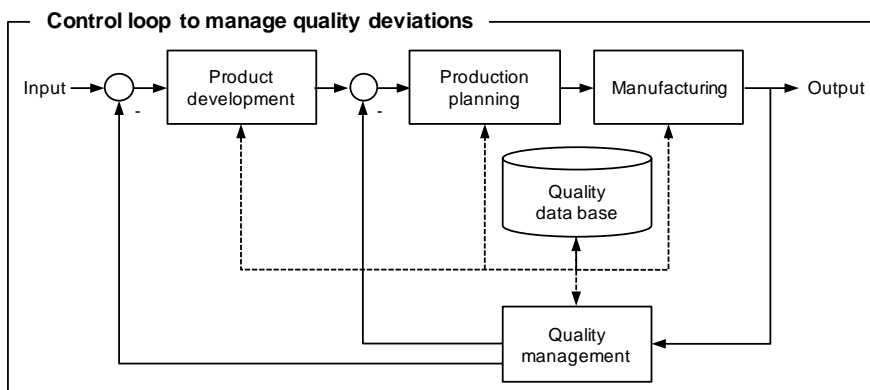 Control loop to manage quality deviations
Input
Product
development
Production
planning
Manufacturing
Output
-
-
Quality
data base
Quality
management